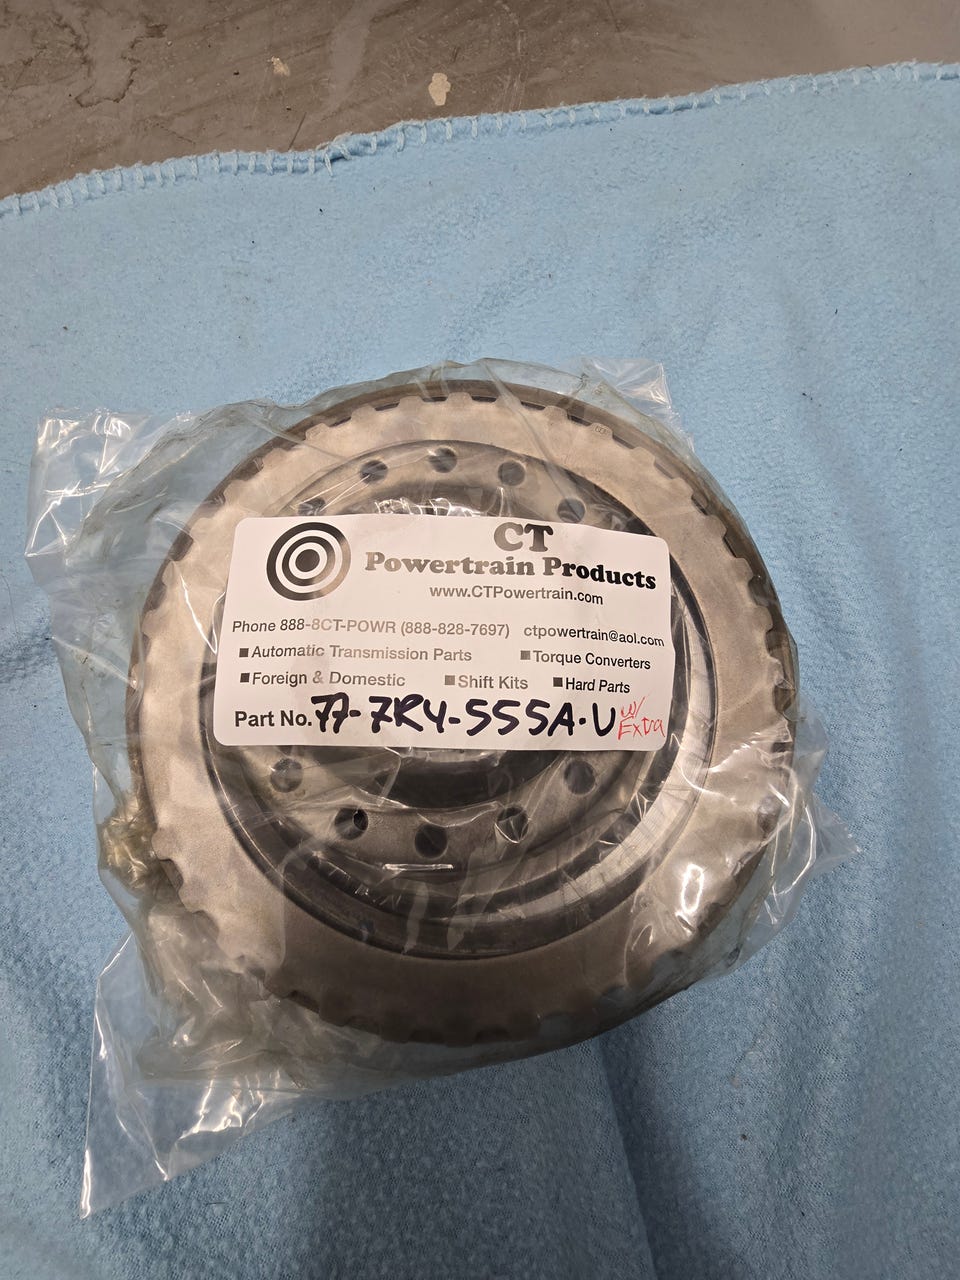 CT
Powertrain Products
www.CTPowertrain.com
Phone 888-8CT-POWR (888-828-7697) ctpowertrain@aol.com
■ Automatic Transmission Parts ■ Torque Converters
■ Foreign & Domestic ■ Shift Kits ■ Hard Parts
Part No. 77-7R4-555A-U w/
Extra